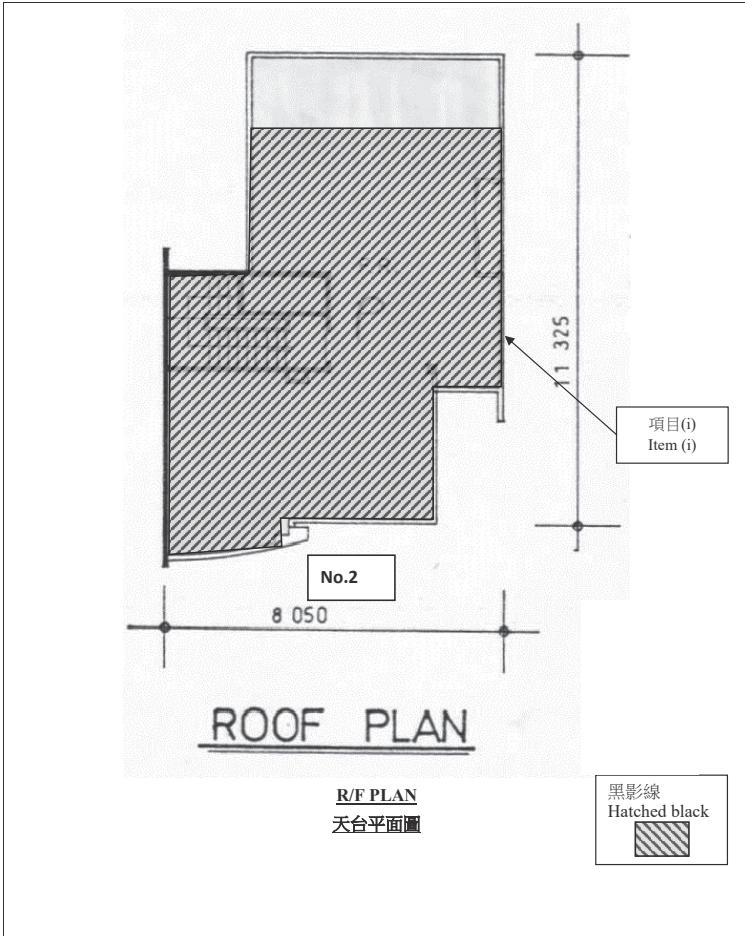 11 325
項目(i)
Item (i)
No.2
8 050
ROOF PLAN
R/F PLAN
天台平面圖
黑影線
Hatched black